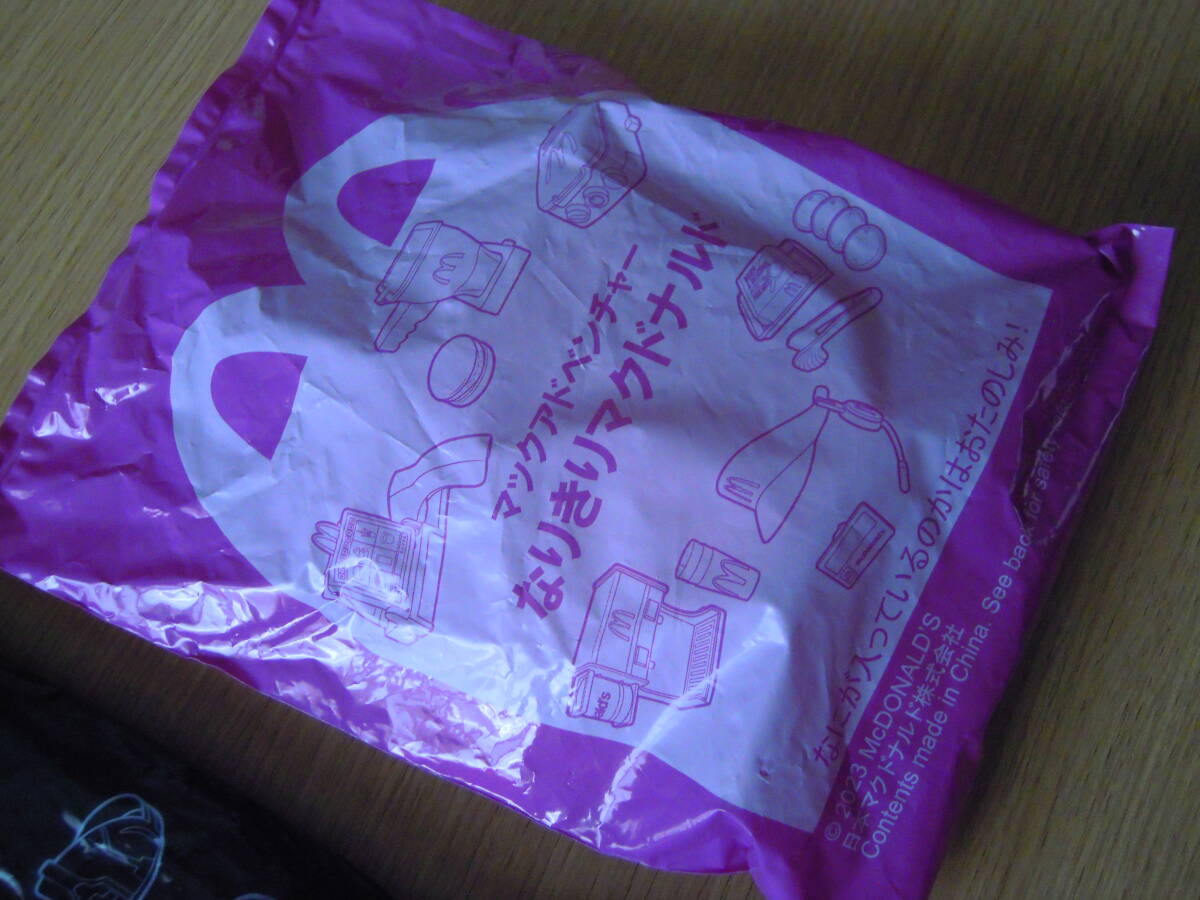 マックアドベンチャー
なりきりマクドナルド
なにが入っているのかはおたのしみ!
© 2023 McDONALD'S
日本マクドナルド株式会社
Contents made in China. See back for safety